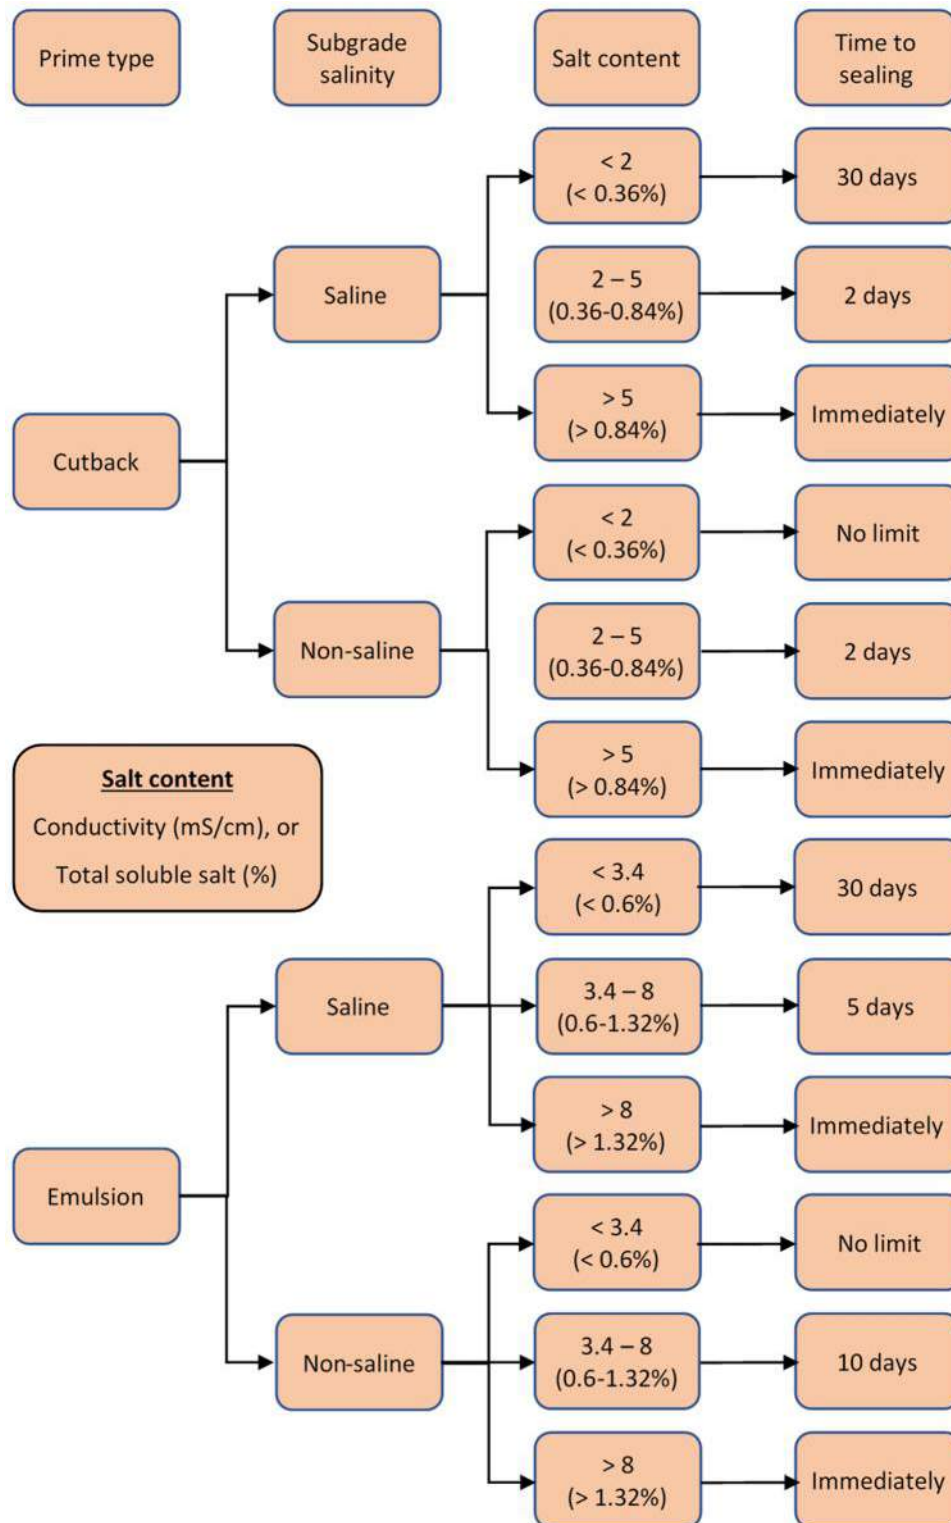 Prime type
Subgrade
salinity
Salt content
Time to
sealing
< 2
(< 0.36%)
30 days
Saline
2 – 5
(0.36-0.84%)
2 days
> 5
(> 0.84%)
Immediately
Cutback
< 2
(< 0.36%)
No limit
Non-saline
2 – 5
(0.36-0.84%)
2 days
> 5
(> 0.84%)
Immediately
Salt content
Conductivity (mS/cm), or
Total soluble salt (%)
< 3.4
(< 0.6%)
30 days
Saline
3.4 – 8
(0.6-1.32%)
5 days
> 8
(> 1.32%)
Immediately
Emulsion
< 3.4
(< 0.6%)
No limit
Non-saline
3.4 – 8
(0.6-1.32%)
10 days
> 8
(> 1.32%)
Immediately